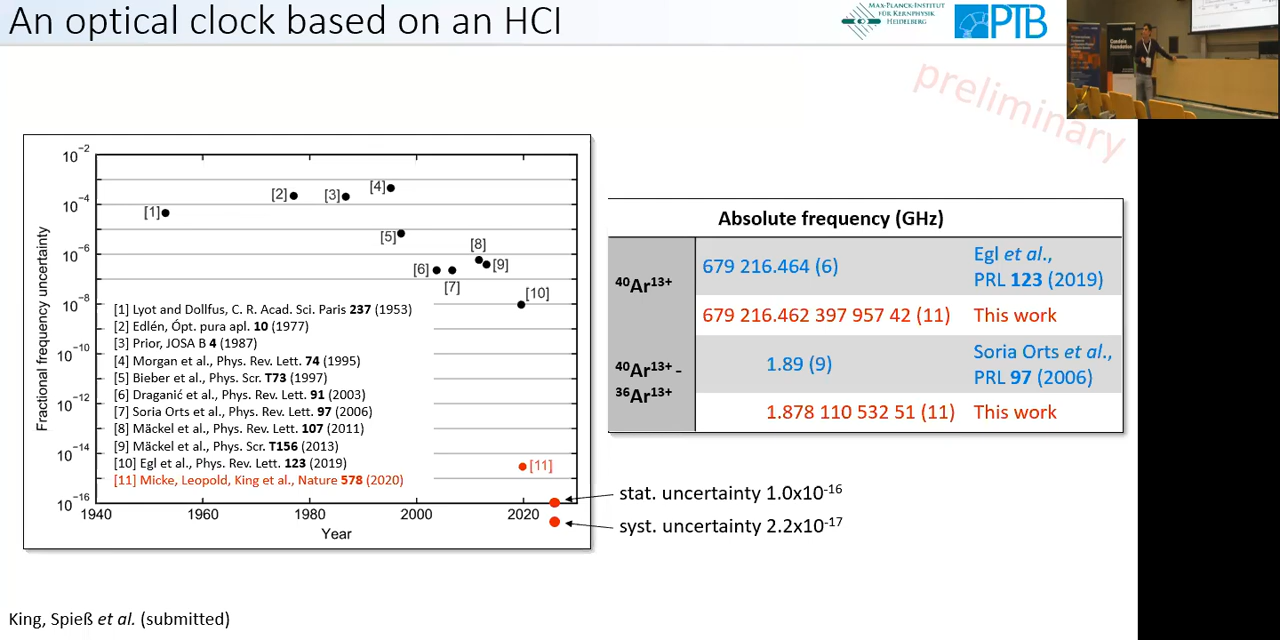 An optical clock based on an HCI
MAX-PLANCK-INSTITUT
FÜR KERNPHYSIK
HEIDELBERG
PTB
preliminary
Fractional frequency uncertainty
10⁻²
10⁻⁴
10⁻⁶
10⁻⁸
10⁻¹⁰
10⁻¹²
10⁻¹⁴
10⁻¹⁶
[1]
[2]
[3]
[4]
[5]
[6]
[7]
[8]
[9]
[10]
[11]
[1] Lyot and Dollfus, C. R. Acad. Sci. Paris 237 (1953)
[2] Edlén, Ópt. pura apl. 10 (1977)
[3] Prior, JOSA B 4 (1987)
[4] Morgan et al., Phys. Rev. Lett. 74 (1995)
[5] Bieber et al., Phys. Scr. T73 (1997)
[6] Draganić et al., Phys. Rev. Lett. 91 (2003)
[7] Soria Orts et al., Phys. Rev. Lett. 97 (2006)
[8] Mäckel et al., Phys. Rev. Lett. 107 (2011)
[9] Mäckel et al., Phys. Scr. T156 (2013)
[10] Egl et al., Phys. Rev. Lett. 123 (2019)
[11] Micke, Leopold, King et al., Nature 578 (2020)
1940 1960 1980 2000 2020
Year
stat. uncertainty 1.0x10⁻¹⁶
syst. uncertainty 2.2x10⁻¹⁷
Absolute frequency (GHz)
⁴⁰Ar¹³⁺
679 216.464 (6)
Egl et al.,
PRL 123 (2019)
679 216.462 397 957 42 (11) This work
⁴⁰Ar¹³⁺ -
³⁶Ar¹³⁺
1.89 (9)
Soria Orts et al.,
PRL 97 (2006)
1.878 110 532 51 (11) This work
King, Spieß et al. (submitted)